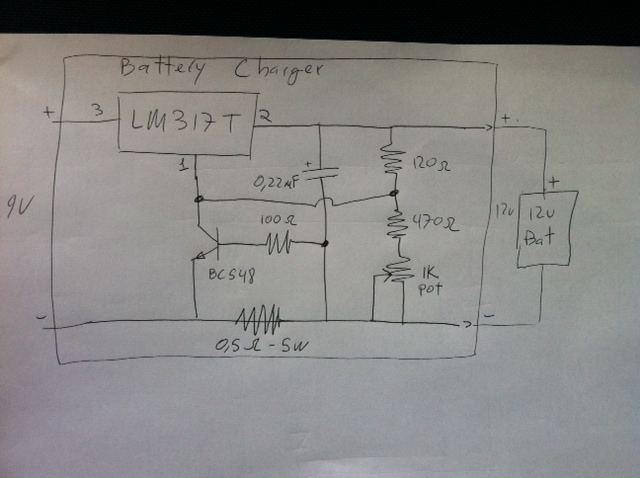 Battery Charger
9V
+
-
3
LM317T
2
1
0,22µF
+
BC548
100Ω
0,5Ω-5W
120Ω
470Ω
1K
POT
+
-
12V
12V
Bat
+